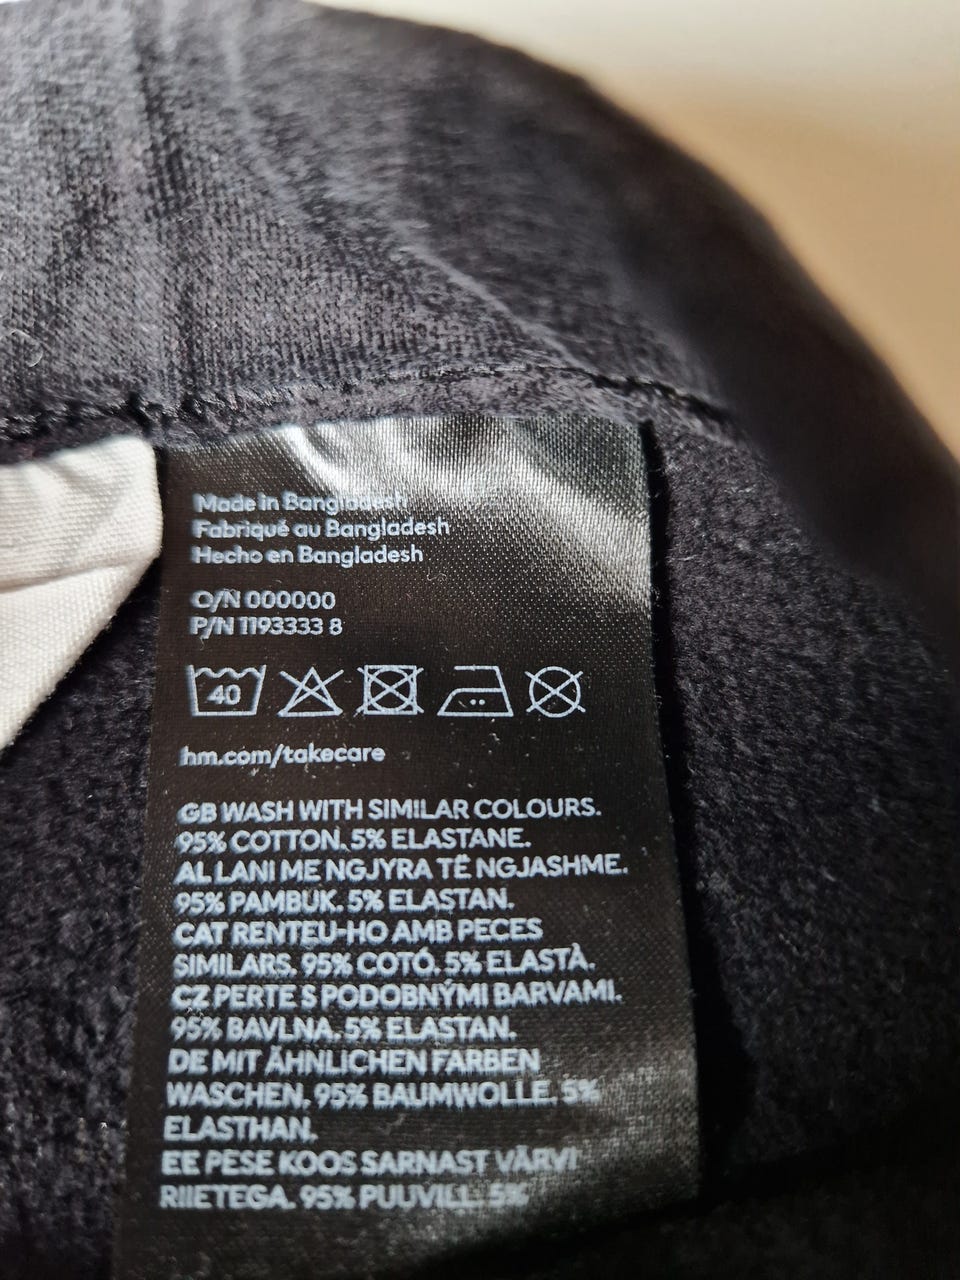 Made in Bangladesh
Fabriqué au Bangladesh
Hecho en Bangladesh
O/N 000000
P/N 1193333 8
40
hm.com/takecare
GB WASH WITH SIMILAR COLOURS.
95% COTTON. 5% ELASTANE.
AL LANI ME NGJYRA TË NGJASHME.
95% PAMBUK. 5% ELASTAN.
CAT RENTEU-HO AMB PECES
SIMILARS. 95% COTÓ. 5% ELASTÀ.
CZ PERTE S PODOBNÝMI BARVAMI.
95% BAVLNA. 5% ELASTAN.
DE MIT ÄHNLICHEN FARBEN
WASCHEN. 95% BAUMWOLLE. 5%
ELASTHAN.
EE PESE KOOS SARNAST VÄRVI
RIIETEGA. 95% PUUVILL. 5%